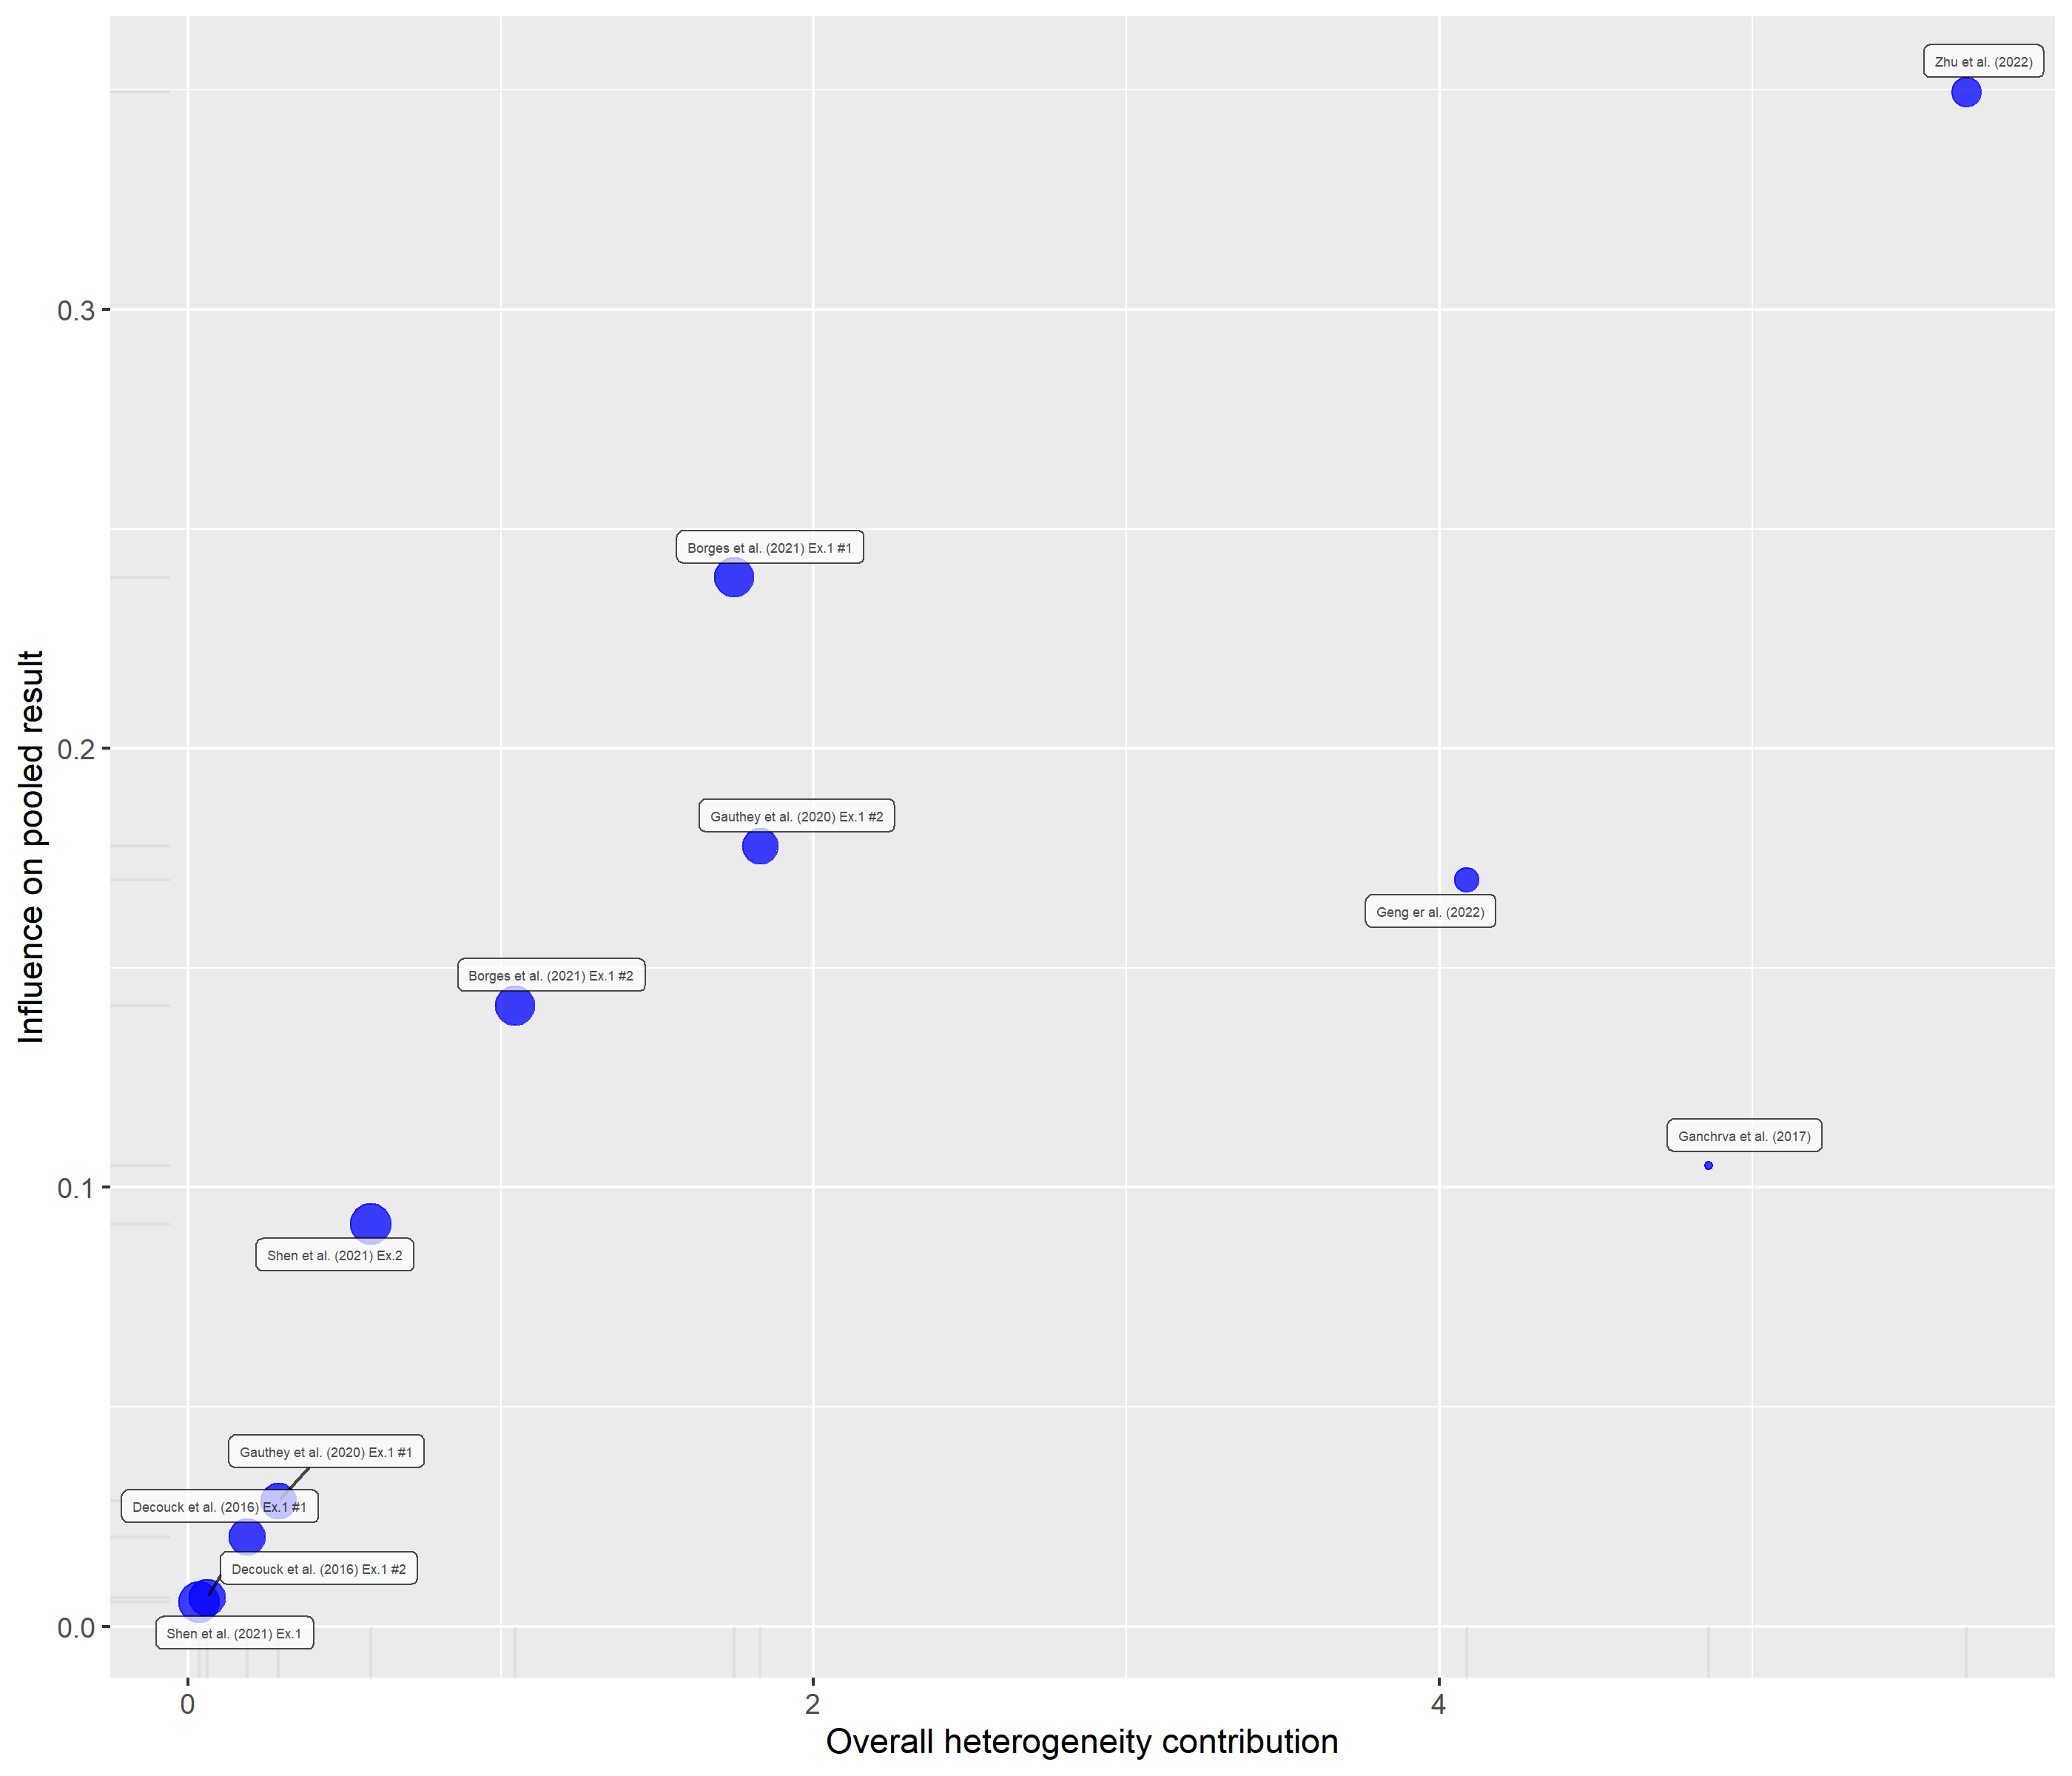 Zhu et al. (2022)
0.3
Borges et al. (2021) Ex.1 #1
0.2
Gauthey et al. (2020) Ex.1 #2
Geng er al. (2022)
Borges et al. (2021) Ex.1 #2
Ganchrva et al. (2017)
0.1
Shen et al. (2021) Ex.2
Gauthey et al. (2020) Ex.1 #1
Decouck et al. (2016) Ex.1 #1
Decouck et al. (2016) Ex.1 #2
0.0
Shen et al. (2021) Ex.1
0
2
4
Overall heterogeneity contribution
Influence on pooled result